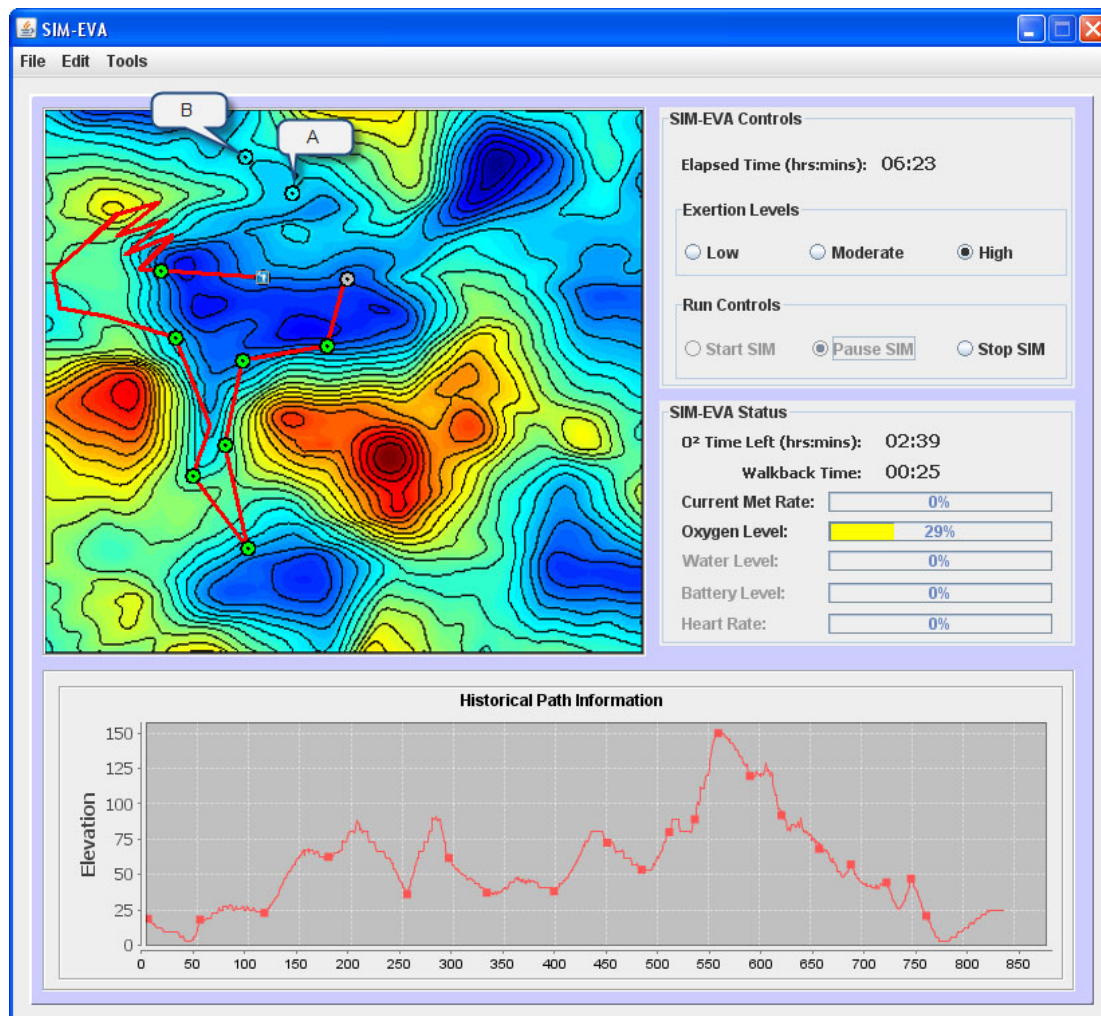 SIM-EVA
File Edit Tools
B
A
SIM-EVA Controls
Elapsed Time (hrs:mins): 06:23
Exertion Levels
Low Moderate High
Run Controls
Start SIM Pause SIM Stop SIM
SIM-EVA Status
O² Time Left (hrs:mins): 02:39
Walkback Time: 00:25
Current Met Rate: 0%
Oxygen Level: 29%
Water Level: 0%
Battery Level: 0%
Heart Rate: 0%
Historical Path Information
150
125
100
75
50
25
0
Elevation
0 50 100 150 200 250 300 350 400 450 500 550 600 650 700 750 800 850